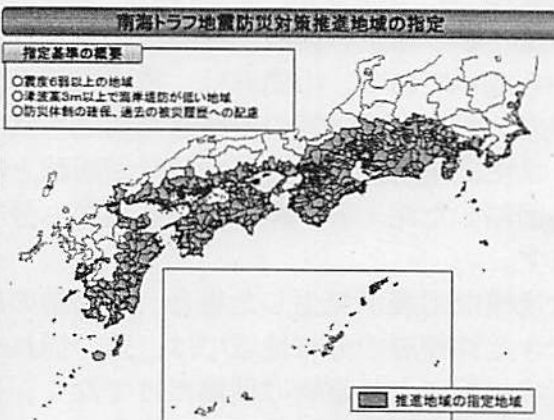 南海トラフ地震防災対策推進地域の指定
指定基準の概要
○震度6弱以上の地域
○津波高3m以上で海岸堤防が低い地域
○防災体制の確保、過去の被災履歴への配慮
推進地域の指定地域